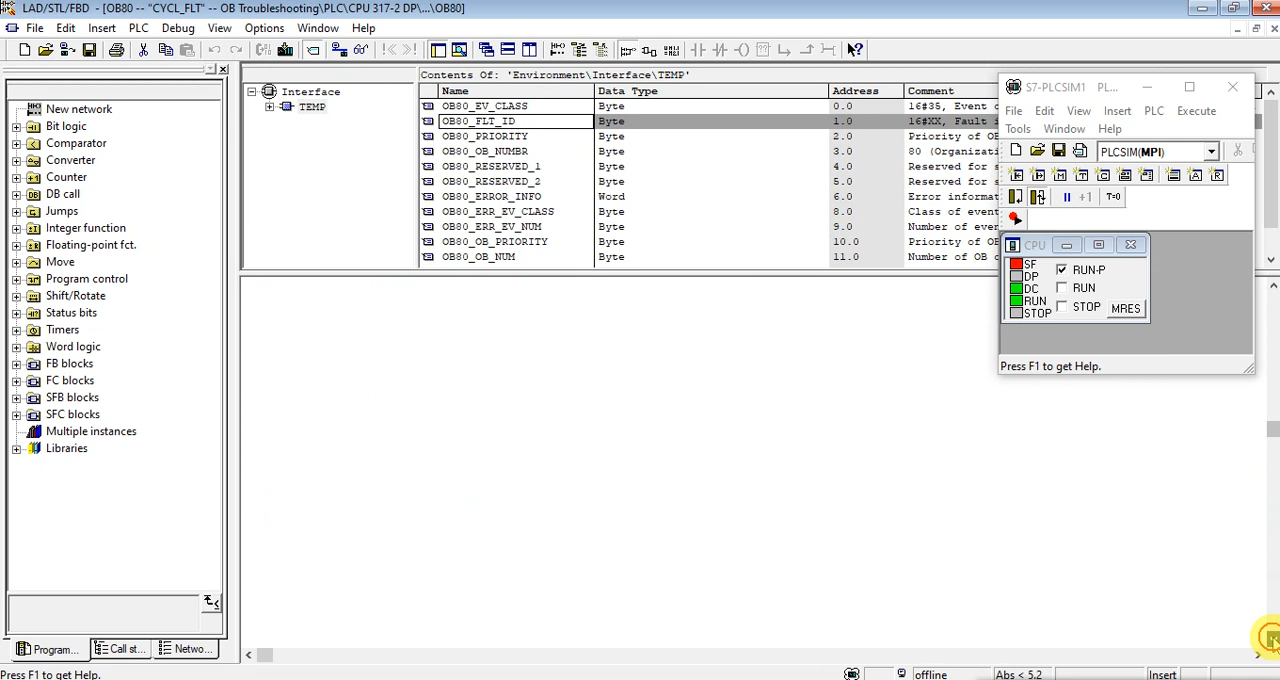 LAD/STL/FBD - [OB80 -- "CYCL_FLT" -- OB Troubleshooting\PLC\CPU 317-2 DP\...\OB80]
File Edit Insert PLC Debug View Options Window Help
New network
Bit logic
Comparator
Converter
Counter
DB call
Jumps
Integer function
Floating-point fct.
Move
Program control
Shift/Rotate
Status bits
Timers
Word logic
FB blocks
FC blocks
SFB blocks
SFC blocks
Multiple instances
Libraries
Program... Call st... Netwo...
Interface
TEMP
Contents Of: 'Environment\Interface\TEMP'
Name Data Type Address Comment
OB80_EV_CLASS Byte 0.0 16#35, Event c
OB80_FLT_ID Byte 1.0 16#XX, Fault i
OB80_PRIORITY Byte 2.0 Priority of OB
OB80_OB_NUMBR Byte 3.0 80 (Organizati
OB80_RESERVED_1 Byte 4.0 Reserved for s
OB80_RESERVED_2 Byte 5.0 Reserved for s
OB80_ERROR_INFO Word 6.0 Error informat
OB80_ERR_EV_CLASS Byte 8.0 Class of event
OB80_ERR_EV_NUM Byte 9.0 Number of even
OB80_OB_PRIORITY Byte 10.0 Priority of OB
OB80_OB_NUM Byte 11.0 Number of OB c
S7-PLCSIM1 PL...
File Edit View Insert PLC Execute
Tools Window Help
PLCSIM(MPI)
+1 T=0
CPU
SF
DP
DC
RUN
STOP
RUN-P
RUN
STOP
MRES
Press F1 to get Help.
Press F1 to get Help. offline Abs < 5.2 Insert